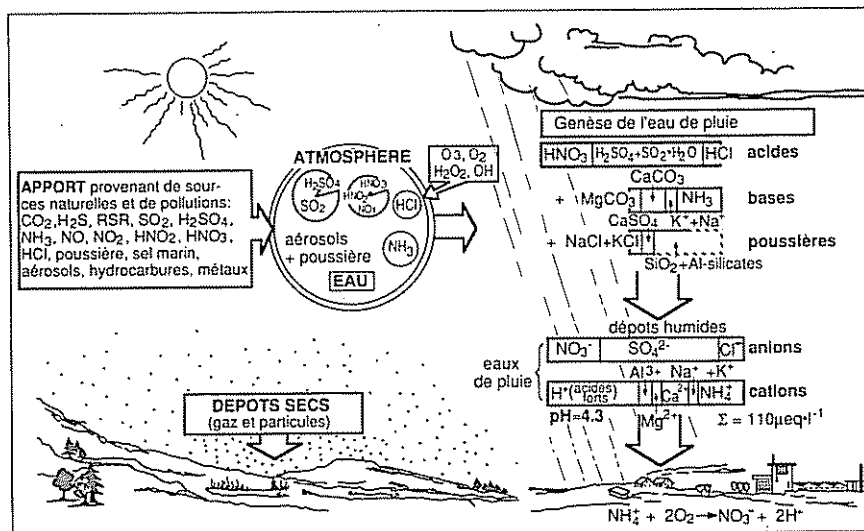 APPORT provenant de sour-
ces naturelles et de pollutions:
CO₂,H₂S, RSR, SO₂, H₂SO₄,
NH₃, NO, NO₂, HNO₂, HNO₃,
HCl, poussière, sel marin,
aérosols, hydrocarbures, métaux
ATMOSPHERE
H₂SO₄
SO₂
HNO₃
HNO₂
HCl
aérosols
+ poussière
NH₃
EAU
O3, O₂
H₂O₂, OH
Genèse de l'eau de pluie
HNO₃ H₂SO₄+SO₂•H₂O HCl acides
CaCO₃
+ MgCO₃ NH₃ bases
CaSO₄ K⁺+Na⁺
+ NaCl+KCl poussières
SiO₂+Al-silicates
dépots humides
NO₃⁻ SO₄²⁻ Cl⁻ anions
eaux
de pluie
Al3+ Na⁺ +K⁺
H⁺(acides forts) Ca²⁺ NH₄⁺ cations
pH=4.3 Mg²⁺ Σ = 110µeq•l⁻¹
DEPOTS SECS
(gaz et particules)
NH₄⁺ + 2O₂→NO₃⁻ + 2H⁺